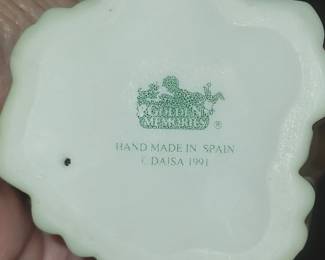 GOLDEN
MEMORIES ®
HAND MADE IN SPAIN
© DAISA 1991